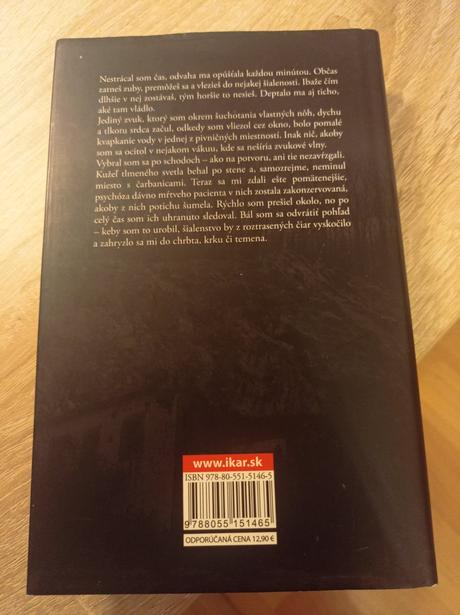 Nestrácal som čas, odvaha ma opúšťala každou minútou. Občas
zatneš zuby, premôžeš sa a vlezieš do nejakej šialenosti. Ibaže čím
dlhšie v nej zostávaš, tým horšie to nesieš. Deptalo ma aj ticho,
aké tam vládlo.
Jediný zvuk, ktorý som okrem šuchotania vlastných nôh, dychu
a tlkotu srdca začul, odkedy som vliezol cez okno, bolo pomalé
kvapkanie vody v jednej z pivničných miestností. Inak nič, akoby
som sa ocitol v nejakom vákuu, kde sa nešíria zvukové vlny.
Vybral som sa po schodoch – ako na potvoru, ani tie nezavŕzgali.
Kužeľ tlmeného svetla behal po stene a, samozrejme, neminul
miesto s čarbanicami. Teraz sa mi zdali ešte pomätenejšie,
psychóza dávno mŕtveho pacienta v nich zostala zakonzervovaná,
akoby z nich potichu šumela. Rýchlo som prešiel okolo, no po
celý čas som ich uhranuto sledoval. Bál som sa odvrátiť pohľad
– keby som to urobil, šialenstvo by z roztrasených čiar vyskočilo
a zahryzlo sa mi do chrbta, krku či temena.
www.ikar.sk
ISBN 978-80-551-5146-5
9788055151465
ODPORÚČANÁ CENA 12,90 €